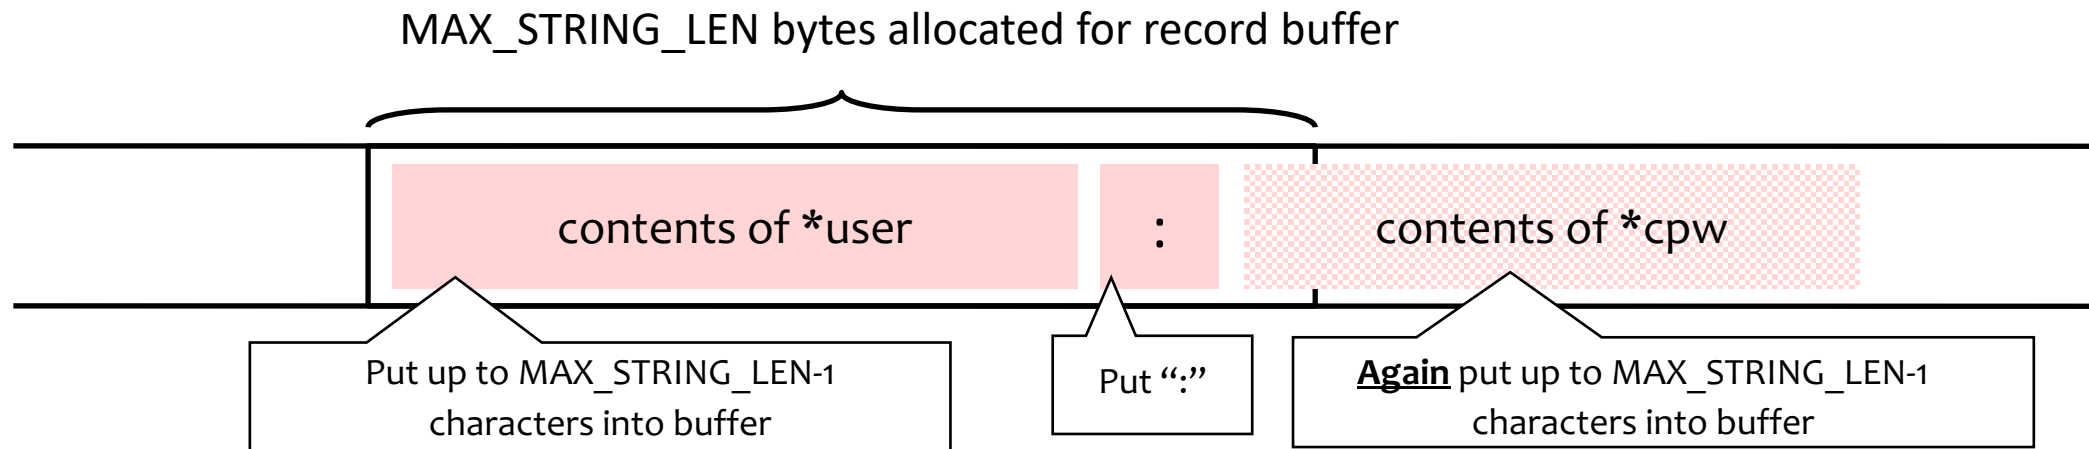 MAX_STRING_LEN bytes allocated for record buffer
contents of *user
:
contents of *cpw
Put up to MAX_STRING_LEN-1
characters into buffer
Put “:”
Again put up to MAX_STRING_LEN-1
characters into buffer